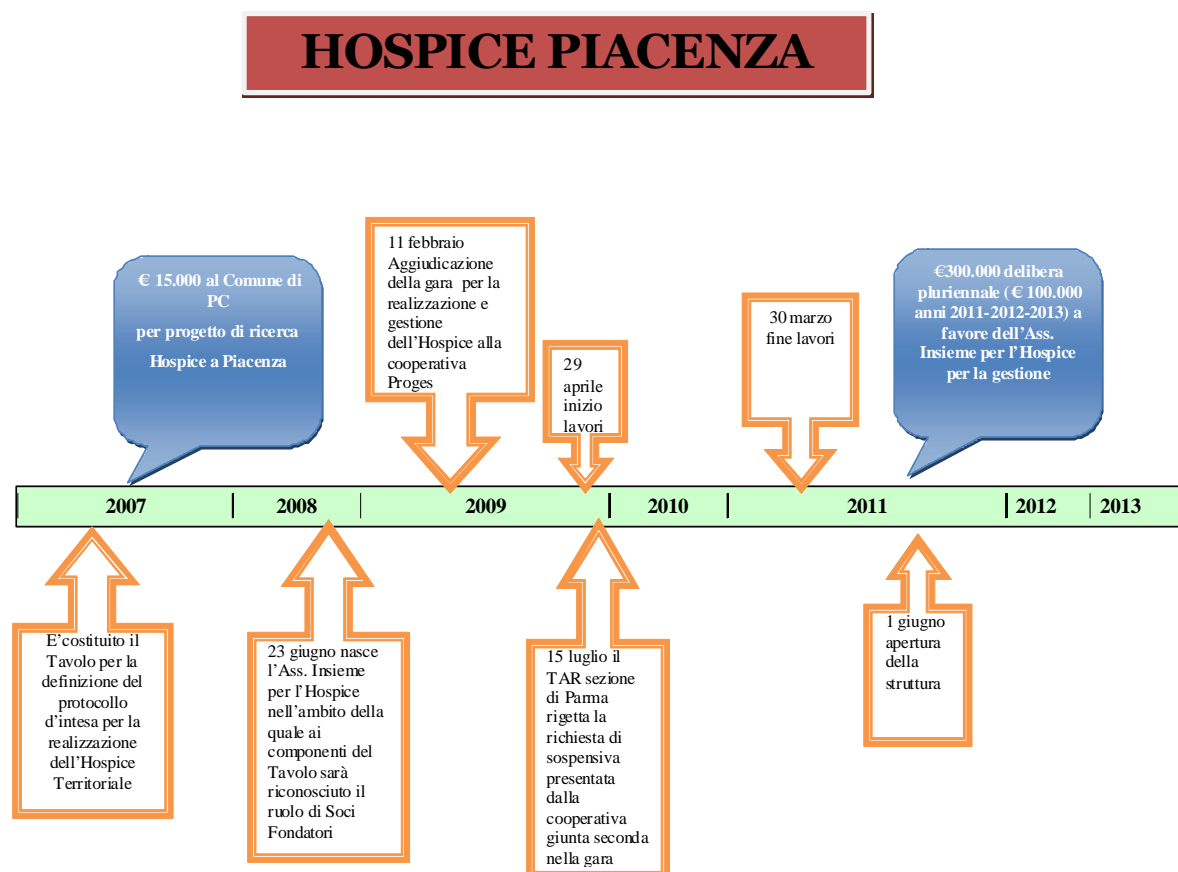 HOSPICE PIACENZA
€ 15.000 al Comune di
PC
per progetto di ricerca
Hospice a Piacenza
11 febbraio
Aggiudicazione
della gara per la
realizzazione e
gestione
dell’Hospice alla
cooperativa
Proges
29
aprile
inizio
lavori
30 marzo
fine lavori
€300.000 delibera
pluriennale (€ 100.000
anni 2011-2012-2013) a
favore dell’Ass.
Insieme per l’Hospice
per la gestione
2007 2008 2009 2010 2011 2012 2013
E’costituito il
Tavolo per la
definizione del
protocollo
d’intesa per la
realizzazione
dell’Hospice
Territoriale
23 giugno nasce
l’Ass. Insieme
per l’Hospice
nell’ambito della
quale ai
componenti del
Tavolo sarà
riconosciuto il
ruolo di Soci
Fondatori
15 luglio il
TAR sezione
di Parma
rigetta la
richiesta di
sospensiva
presentata
dalla
cooperativa
giunta seconda
nella gara
1 giugno
apertura
della
struttura